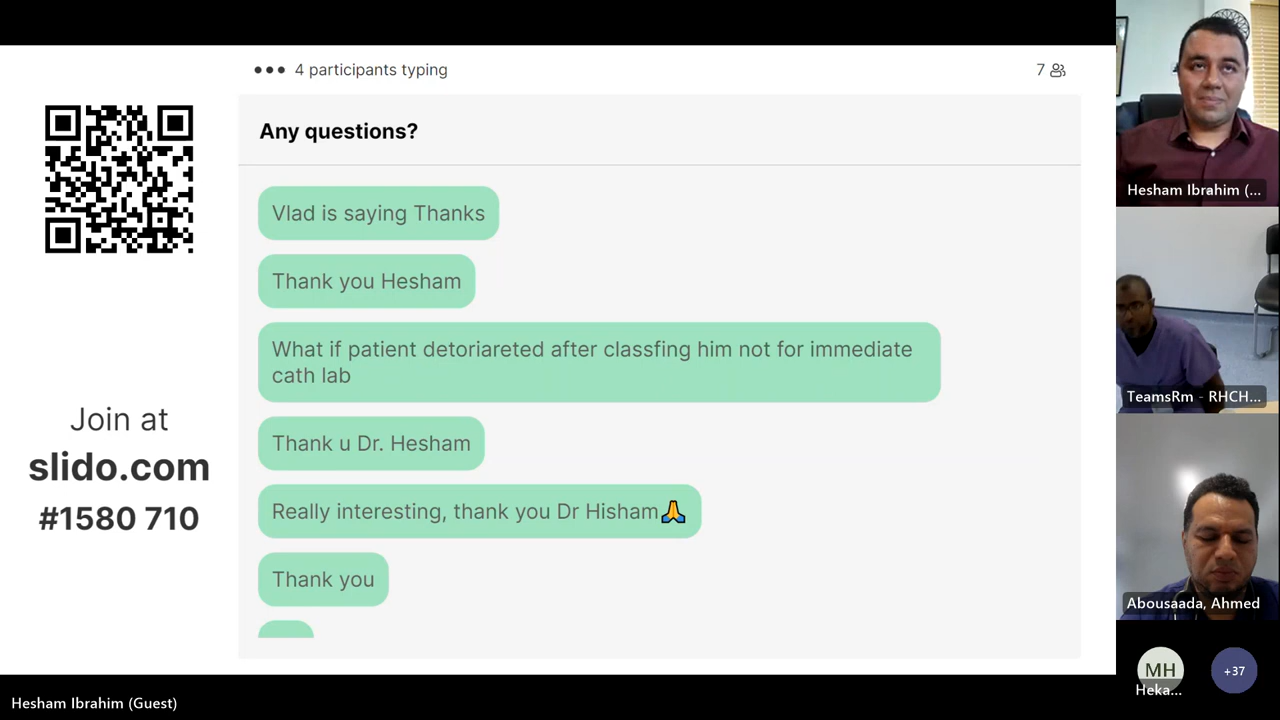 ••• 4 participants typing
7
Any questions?
Vlad is saying Thanks
Thank you Hesham
What if patient detoriareted after classfing him not for immediate
cath lab
Thank u Dr. Hesham
Really interesting, thank you Dr Hisham🙏
Thank you
Join at
slido.com
#1580 710
Hesham Ibrahim (...
TeamsRm - RHCH...
Abousaada, Ahmed
MH
Heka...
+37
Hesham Ibrahim (Guest)